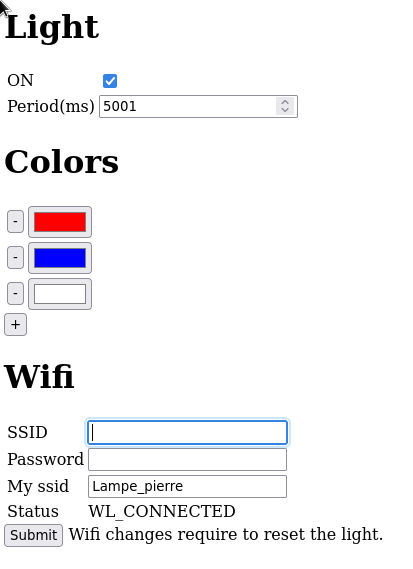 Light
ON
Period(ms) 5001
Colors
-
-
-
+
Wifi
SSID
Password
My ssid Lampe_pierre
Status WL_CONNECTED
Submit Wifi changes require to reset the light.